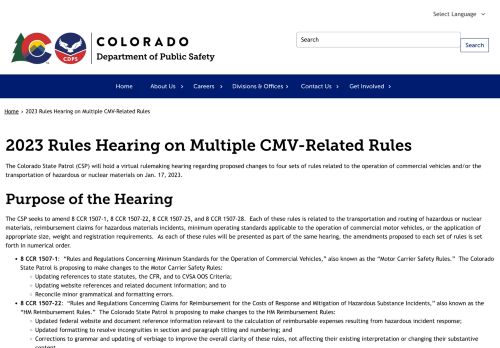 Select Language
COLORADO
Department of Public Safety
CDPS
Search
Search
Home About Us Careers Divisions & Offices Contact Us Get Involved
Home › 2023 Rules Hearing on Multiple CMV-Related Rules
2023 Rules Hearing on Multiple CMV-Related Rules
The Colorado State Patrol (CSP) will hold a virtual rulemaking hearing regarding proposed changes to four sets of rules related to the operation of commercial vehicles and/or the
transportation of hazardous or nuclear materials on Jan. 17, 2023.
Purpose of the Hearing
The CSP seeks to amend 8 CCR 1507-1, 8 CCR 1507-22, 8 CCR 1507-25, and 8 CCR 1507-28. Each of these rules is related to the transportation and routing of hazardous or nuclear
materials, reimbursement claims for hazardous materials incidents, minimum operating standards applicable to the operation of commercial motor vehicles, or the application of
appropriate size, weight and registration requirements. As each of these rules will be presented as part of the same hearing, the amendments proposed to each set of rules is set
forth in numerical order.
• 8 CCR 1507-1: “Rules and Regulations Concerning Minimum Standards for the Operation of Commercial Vehicles,” also known as the “Motor Carrier Safety Rules.” The Colorado
State Patrol is proposing to make changes to the Motor Carrier Safety Rules:
Updating references to state statutes, the CFR, and to CVSA OOS Criteria;
Updating website references and related document information; and to
Reconcile minor grammatical and formatting errors.
• 8 CCR 1507-22: “Rules and Regulations Concerning Claims for Reimbursement for the Costs of Response and Mitigation of Hazardous Substance Incidents,” also known as the
“HM Reimbursement Rules.” The Colorado State Patrol is proposing to make changes to the HM Reimbursement Rules:
Updated federal website and document reference information relevant to the calculation of reimbursable expenses resulting from hazardous incident response;
Updated formatting to resolve incongruities in section and paragraph titling and numbering; and
Corrections to grammar and updating of verbiage to improve the overall clarity of these rules, not affecting their existing interpretation or changing their substantive
content.